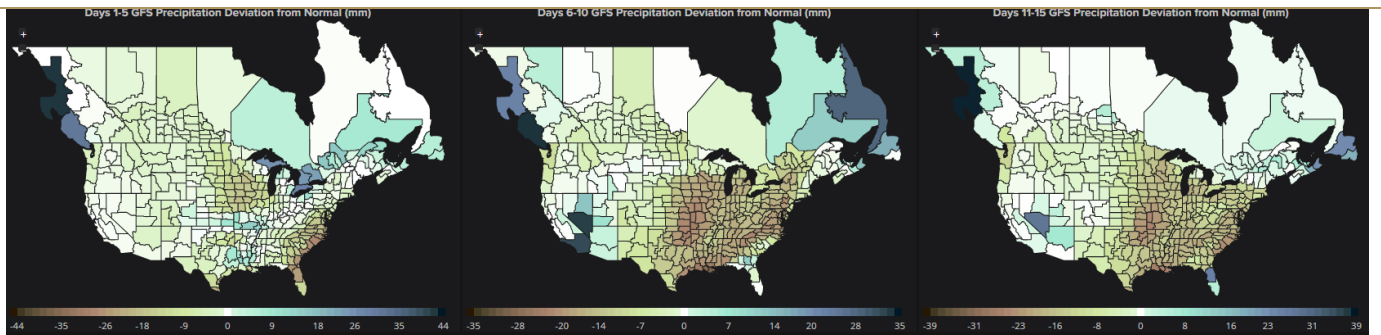 Days 1-5 GFS Precipitation Deviation from Normal (mm)
Days 6-10 GFS Precipitation Deviation from Normal (mm)
Days 11-15 GFS Precipitation Deviation from Normal (mm)
+
+
+
-44 -35 -26 -18 -9 0 9 18 26 35 44
-35 -28 -20 -14 -7 0 7 14 20 28 35
-39 -31 -23 -16 -8 0 8 16 23 31 39